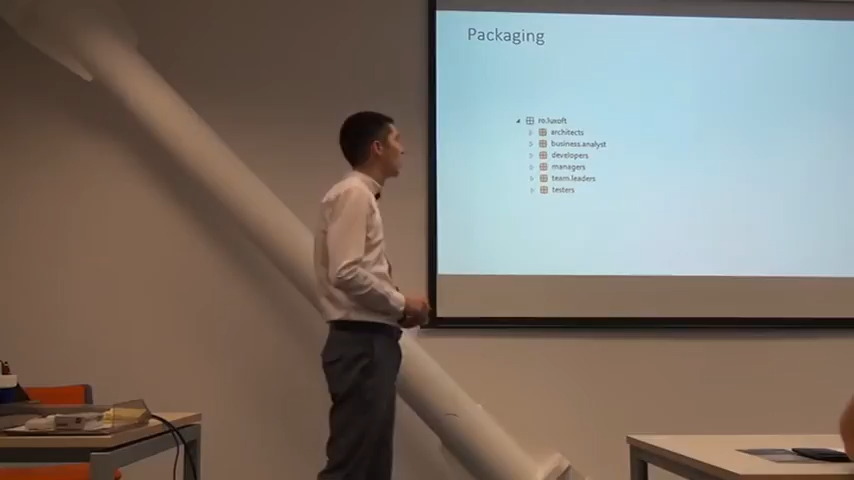 Packaging
ro.luxoft
architects
business.analyst
developers
managers
team.leaders
testers